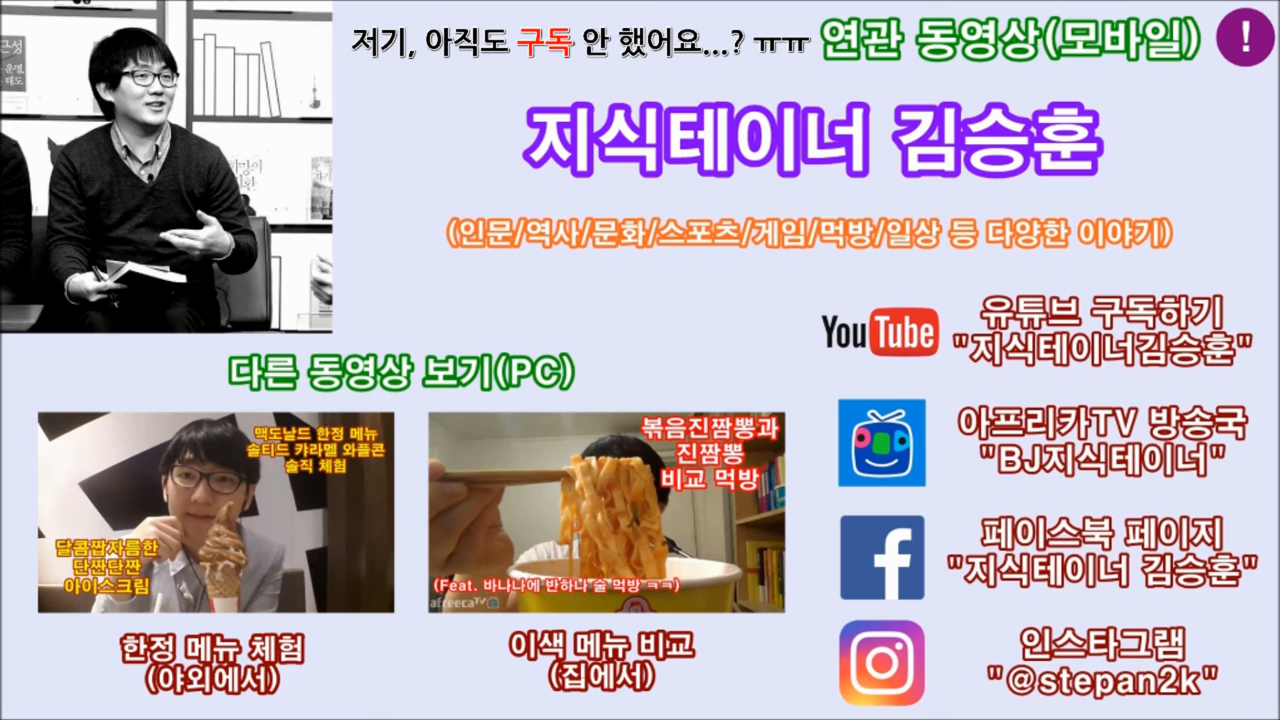 저기, 아직도 구독 안 했어요...? ㅠㅠ
연관 동영상(모바일)
!
지식테이너 김승훈
(인문/역사/문화/스포츠/게임/먹방/일상 등 다양한 이야기)
근성
YouTube
유튜브 구독하기
"지식테이너김승훈"
다른 동영상 보기(PC)
맥도날드 한정 메뉴
솔티드 캬라멜 와플콘
솔직 체험
달콤짭자름한
단짠단짠
아이스크림
볶음진짬뽕과
진짬뽕
비교 먹방
(Feat. 바나나에 반하나 술 먹방 ㅋㅋ)
afreecaTV
아프리카TV 방송국
"BJ지식테이너"
f
페이스북 페이지
"지식테이너 김승훈"
한정 메뉴 체험
(야외에서)
이색 메뉴 비교
(집에서)
인스타그램
"@stepan2k"